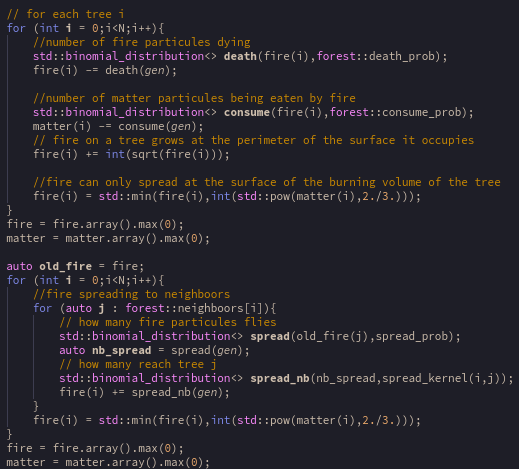 // for each tree i
for (int i = 0;i<N;i++){
    //number of fire particules dying
    std::binomial_distribution<> death(fire(i),forest::death_prob);
    fire(i) -= death(gen);

    //number of matter particules being eaten by fire
    std::binomial_distribution<> consume(fire(i),forest::consume_prob);
    matter(i) -= consume(gen);
    // fire on a tree grows at the perimeter of the surface it occupies
    fire(i) += int(sqrt(fire(i)));

    //fire can only spread at the surface of the burning volume of the tree
    fire(i) = std::min(fire(i),int(std::pow(matter(i),2./3.)));
}
fire = fire.array().max(0);
matter = matter.array().max(0);

auto old_fire = fire;
for (int i = 0;i<N;i++){
    //fire spreading to neighboors
    for (auto j : forest::neighboors[i]){
        // how many fire particules flies
        std::binomial_distribution<> spread(old_fire(j),spread_prob);
        auto nb_spread = spread(gen);
        // how many reach tree j
        std::binomial_distribution<> spread_nb(nb_spread,spread_kernel(i,j));
        fire(i) += spread_nb(gen);
    }
    fire(i) = std::min(fire(i),int(std::pow(matter(i),2./3.)));
}
fire = fire.array().max(0);
matter = matter.array().max(0);